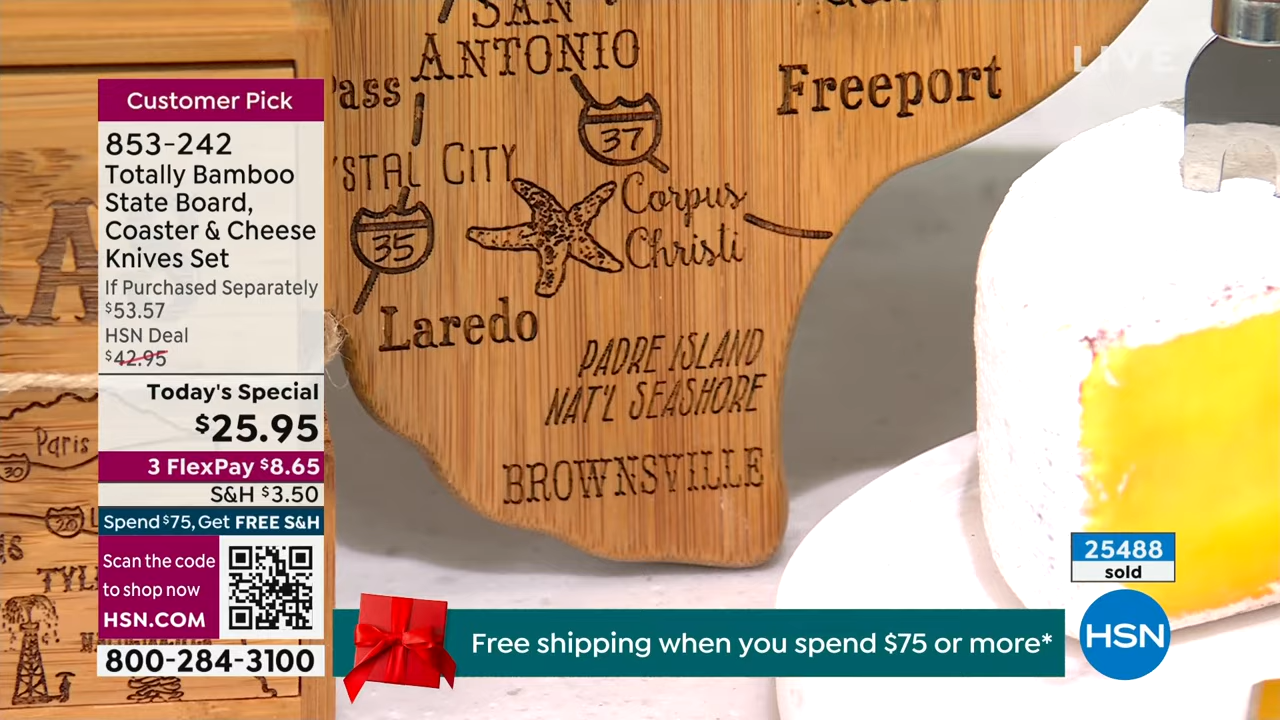 LIVE
Customer Pick
853-242
Totally Bamboo
State Board,
Coaster & Cheese
Knives Set
If Purchased Separately
$53.57
HSN Deal
$42.95
Today's Special
$25.95
3 FlexPay $8.65
S&H $3.50
Spend $75, Get FREE S&H
Scan the code
to shop now
HSN.COM
800-284-3100
SAN
ANTONIO
Freeport
37
CITY
Corpus
Christi
35
Laredo
PADRE ISLAND
NAT'L SEASHORE
BROWNSVILLE
Paris
30
20
25488
sold
HSN
Free shipping when you spend $75 or more*